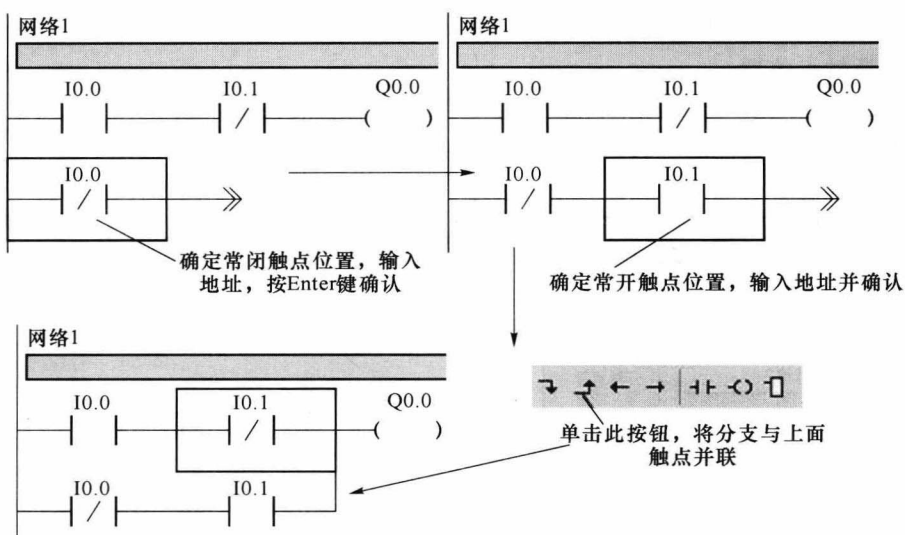 网络1
I0.0 I0.1 Q0.0
I0.0
确定常闭触点位置，输入
地址，按Enter键确认
网络1
I0.0 I0.1 Q0.0
I0.0 I0.1
确定常开触点位置，输入地址并确认
网络1
I0.0 I0.1 Q0.0
I0.0 I0.1
单击此按钮，将分支与上面
触点并联